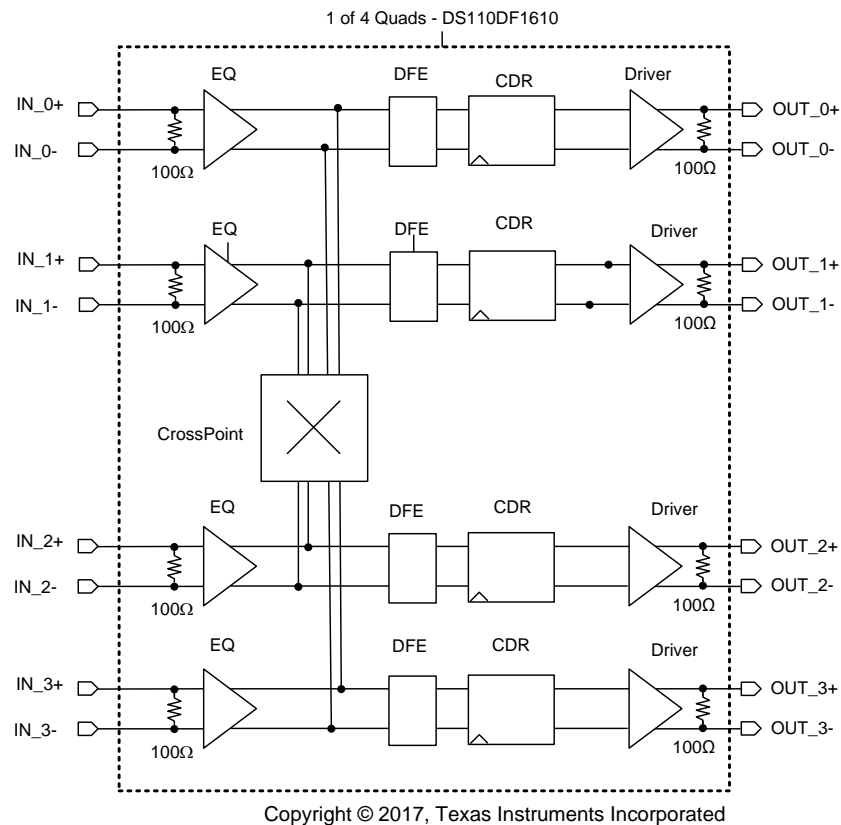 1 of 4 Quads - DS110DF1610
EQ
DFE
CDR
Driver
IN_0+
OUT_0+
IN_0-
OUT_0-
100Ω
100Ω
EQ
DFE
CDR
Driver
IN_1+
OUT_1+
IN_1-
OUT_1-
100Ω
100Ω
CrossPoint
EQ
DFE
CDR
Driver
IN_2+
OUT_2+
IN_2-
OUT_2-
100Ω
100Ω
EQ
DFE
CDR
Driver
IN_3+
OUT_3+
IN_3-
OUT_3-
100Ω
100Ω
Copyright © 2017, Texas Instruments Incorporated